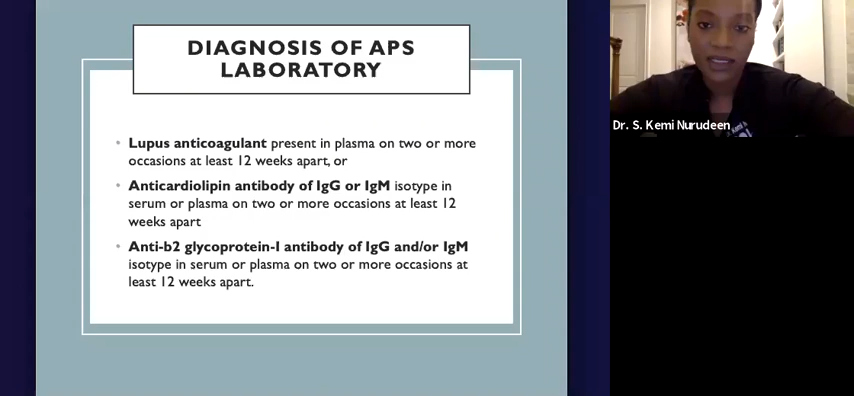 DIAGNOSIS OF APS
LABORATORY
• Lupus anticoagulant present in plasma on two or more
occasions at least 12 weeks apart, or
• Anticardiolipin antibody of IgG or IgM isotype in
serum or plasma on two or more occasions at least 12
weeks apart
• Anti-b2 glycoprotein-I antibody of IgG and/or IgM
isotype in serum or plasma on two or more occasions at
least 12 weeks apart.
Dr. S. Kemi Nurudeen